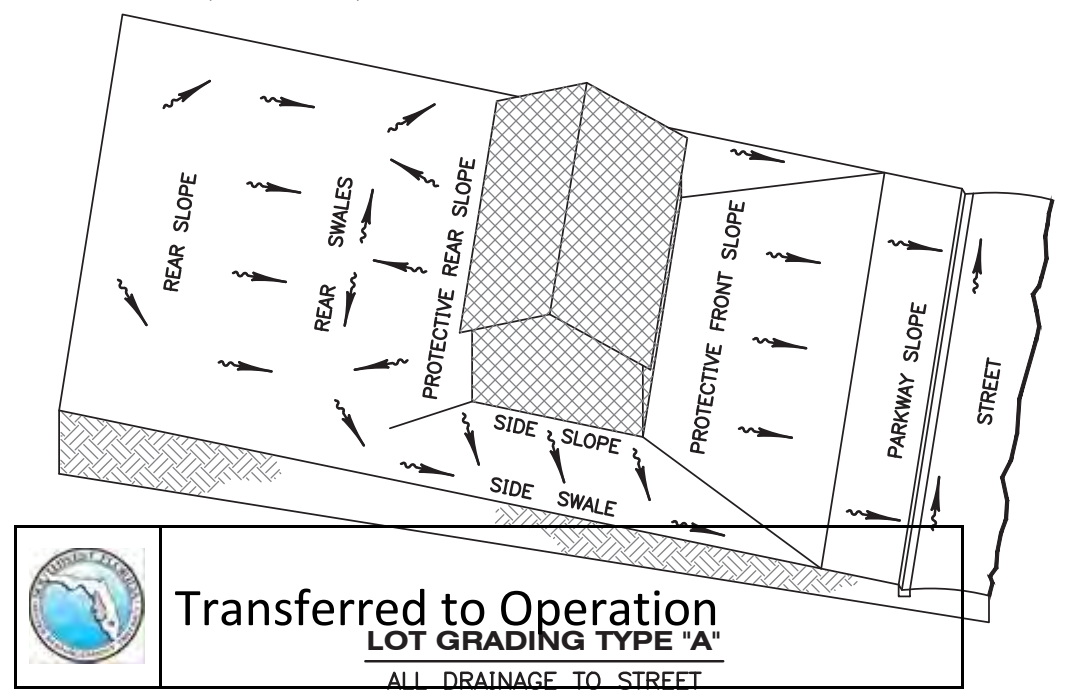 REAR SLOPE
REAR SWALES
PROTECTIVE REAR SLOPE
PROTECTIVE FRONT SLOPE
PARKWAY SLOPE
STREET
SIDE SLOPE
SIDE SWALE
Transferred to Operation
LOT GRADING TYPE "A"
ALL DRAINAGE TO STREET